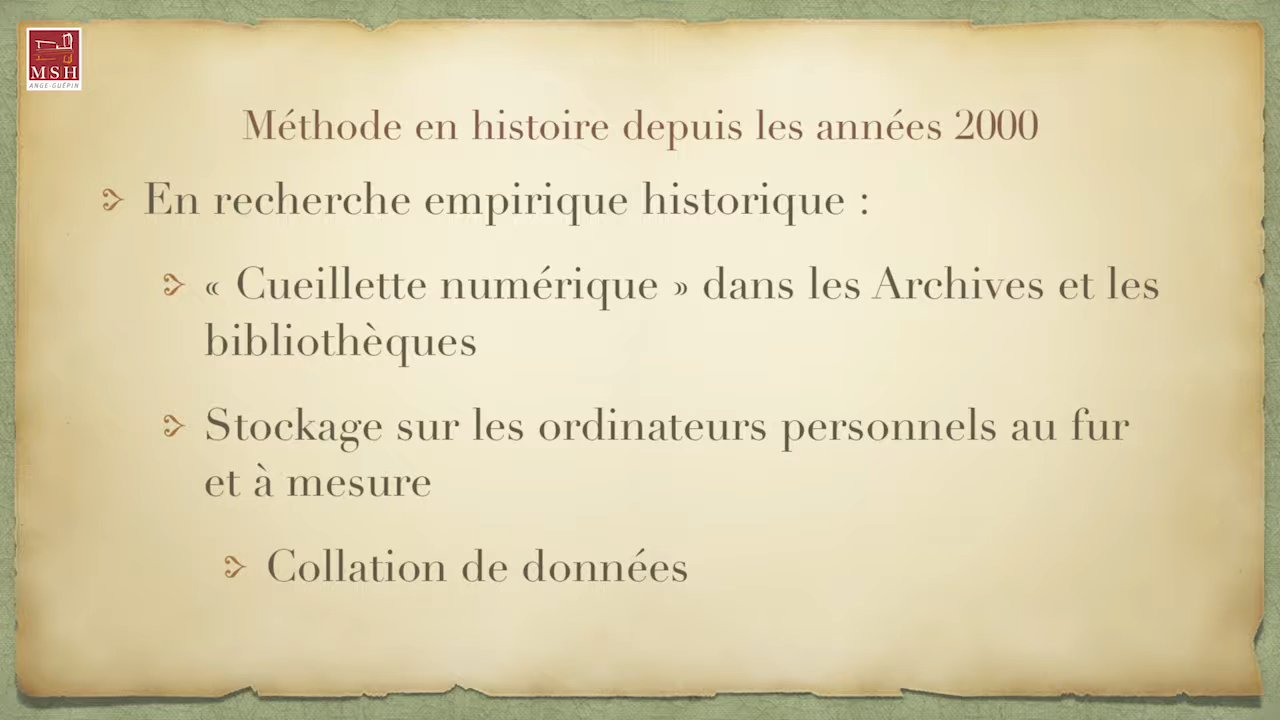 MSH
ANGE-GUÉPIN
Méthode en histoire depuis les années 2000
En recherche empirique historique :
« Cueillette numérique » dans les Archives et les
bibliothèques
Stockage sur les ordinateurs personnels au fur
et à mesure
Collation de données